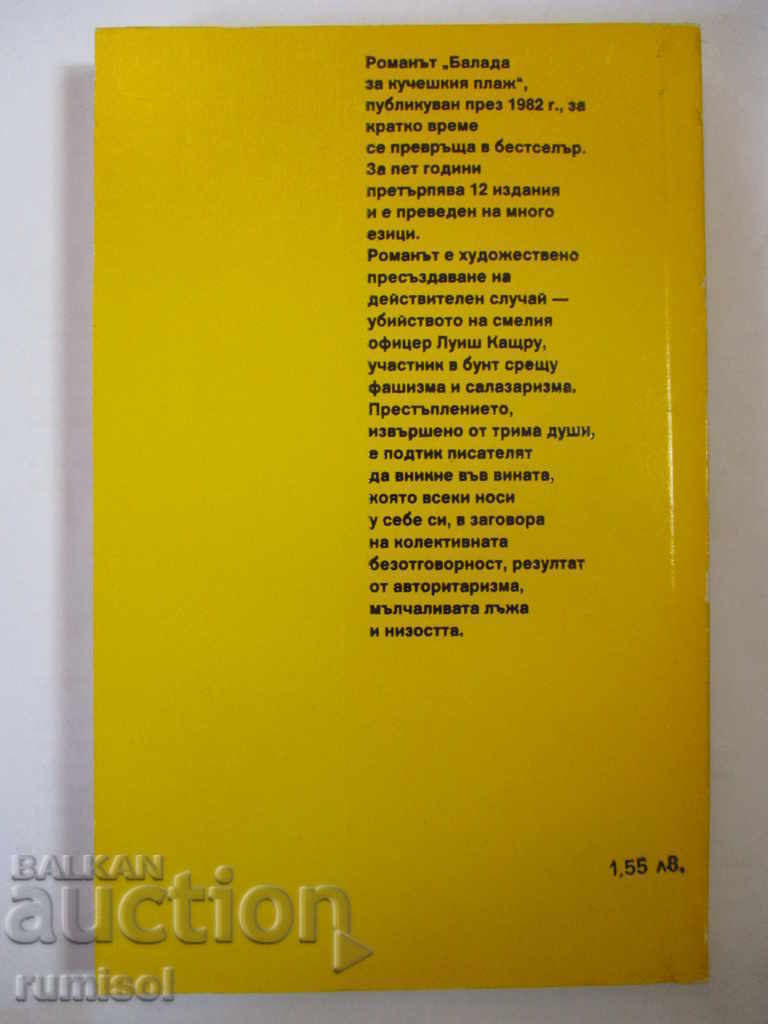 Романът „Балада
за кучешкия плаж“,
публикуван през 1982 г., за
кратко време
се превръща в бестселър.
За пет години
претърпява 12 издания
и е преведен на много
езици.
Романът е художествено
пресъздаване на
действителен случай —
убийството на смелия
офицер Луиш Кащру,
участник в бунт срещу
фашизма и салазаризма.
Престъплението,
извършено от трима души,
е подтик писателят
да вникне във вината,
която всеки носи
у себе си, в заговора
на колективната
безотговорност, резултат
от авторитаризма,
мълчаливата лъжа
и низостта.
1,55 лв.
BALKAN
auction
rumisol